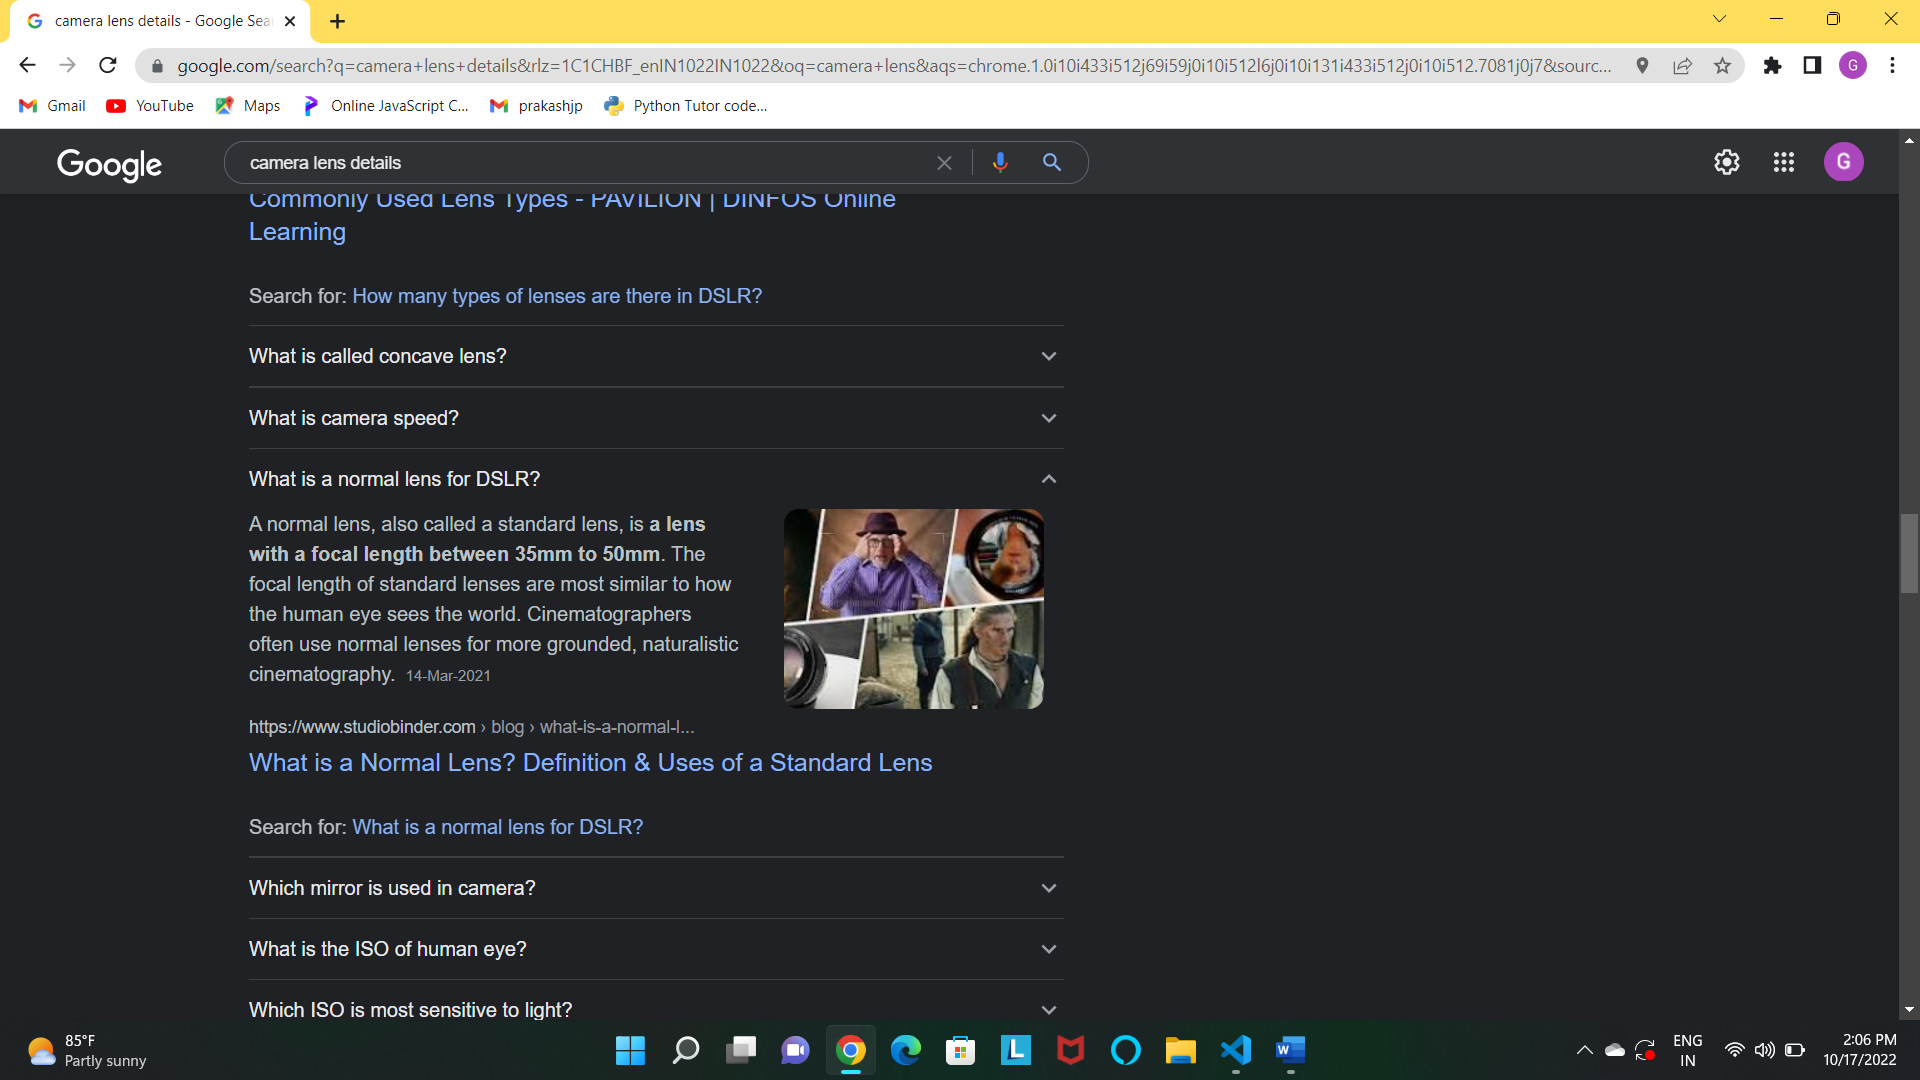 camera lens details - Google Sea
google.com/search?q=camera+lens+details&rlz=1C1CHBF_enIN1022IN1022&oq=camera+lens&aqs=chrome.1.0i10i433i512j69i59j0i10i512l6j0i10i131i433i512j0i10i512.7081j0j7&sourc...
G
Gmail
YouTube
Maps
Online JavaScript C...
prakashjp
Python Tutor code...
Google
camera lens details
G
Commonly Used Lens Types - PAVILION | DINFOS Online
Learning
Search for: How many types of lenses are there in DSLR?
What is called concave lens?
What is camera speed?
What is a normal lens for DSLR?
A normal lens, also called a standard lens, is a lens
with a focal length between 35mm to 50mm. The
focal length of standard lenses are most similar to how
the human eye sees the world. Cinematographers
often use normal lenses for more grounded, naturalistic
cinematography. 14-Mar-2021
https://www.studiobinder.com › blog › what-is-a-normal-l...
What is a Normal Lens? Definition & Uses of a Standard Lens
Search for: What is a normal lens for DSLR?
Which mirror is used in camera?
What is the ISO of human eye?
Which ISO is most sensitive to light?
85°F
Partly sunny
ENG
IN
2:06 PM
10/17/2022